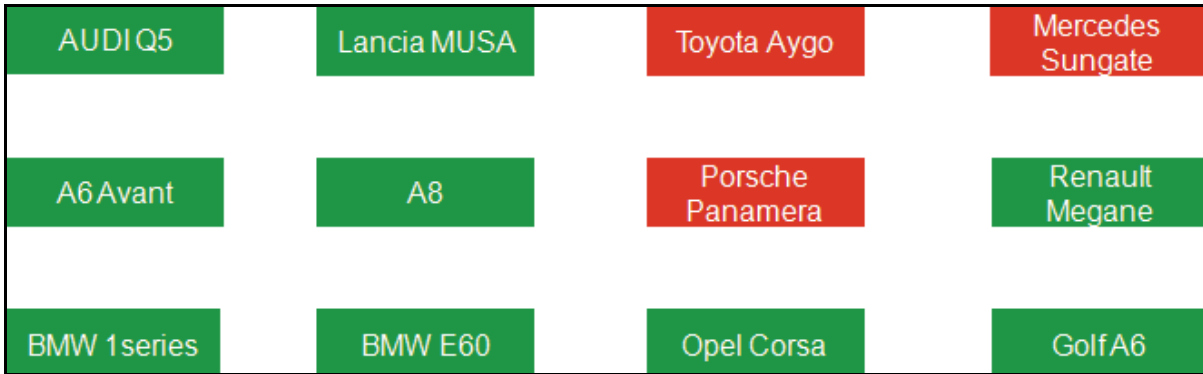 AUDI Q5
Lancia MUSA
Toyota Aygo
Mercedes
Sungate
A6 Avant
A8
Porsche
Panamera
Renault
Megane
BMW 1series
BMW E60
Opel Corsa
Golf A6